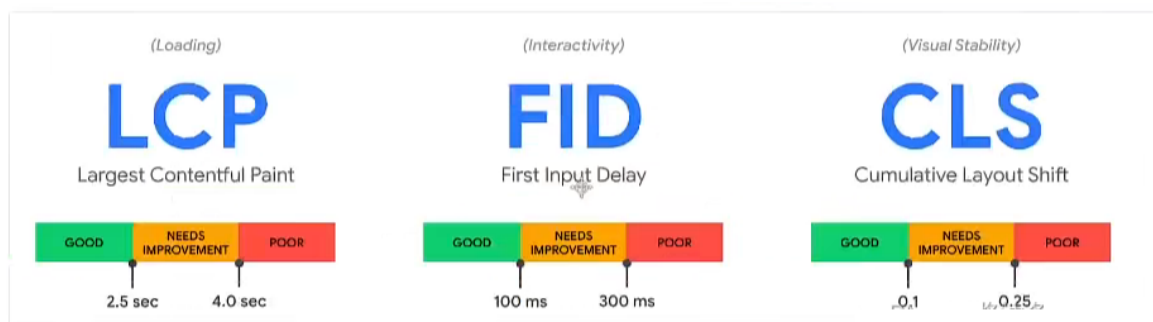 (Loading)
LCP
Largest Contentful Paint
GOOD
NEEDS
IMPROVEMENT
POOR
2.5 sec
4.0 sec
(Interactivity)
FID
First Input Delay
GOOD
NEEDS
IMPROVEMENT
POOR
100 ms
300 ms
(Visual Stability)
CLS
Cumulative Layout Shift
GOOD
NEEDS
IMPROVEMENT
POOR
0.1
0.25